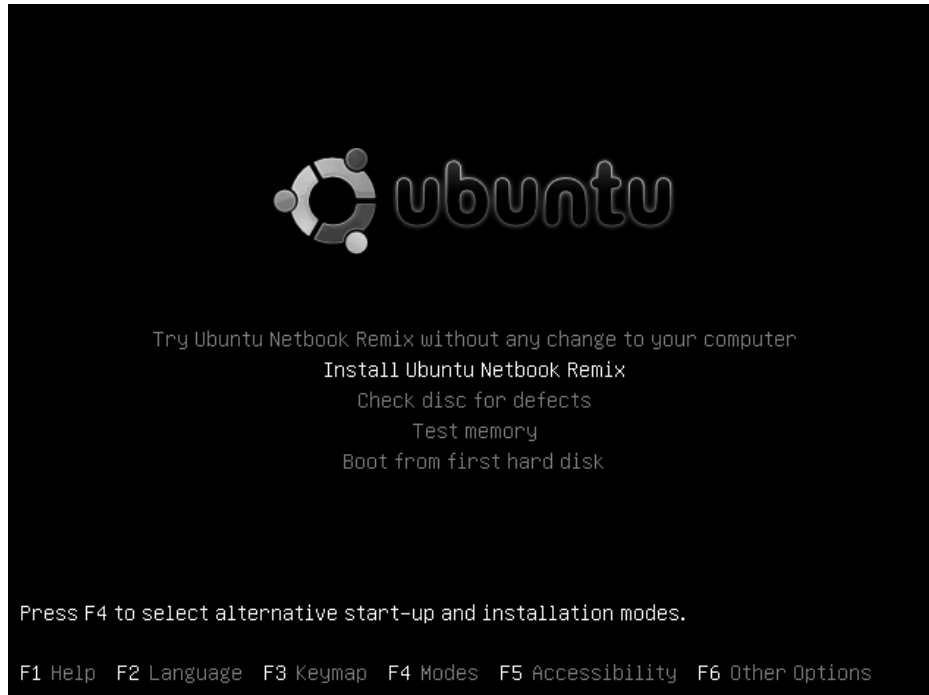 ubuntu
Try Ubuntu Netbook Remix without any change to your computer
Install Ubuntu Netbook Remix
Check disc for defects
Test memory
Boot from first hard disk
Press F4 to select alternative start-up and installation modes.
F1 Help F2 Language F3 Keymap F4 Modes F5 Accessibility F6 Other Options